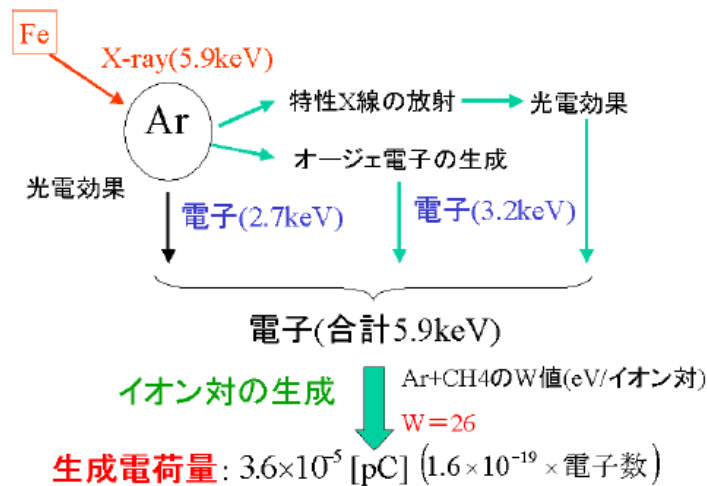 Fe
X-ray(5.9keV)
Ar
特性X線の放射
光電効果
オージェ電子の生成
光電効果
電子(2.7keV)
電子(3.2keV)
電子(合計5.9keV)
イオン対の生成
Ar+CH4のW値(eV/イオン対)
W=26
生成電荷量: 3.6×10⁻⁵ [pC] (1.6×10⁻¹⁹×電子数)